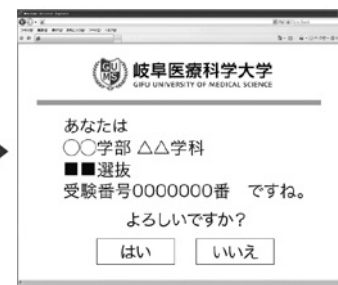 GUMS
岐阜医療科学大学
GIFU UNIVERSITY OF MEDICAL SCIENCE
あなたは
○○学部 △△学科
■■選抜
受験番号0000000番 ですね。
よろしいですか?
はい いいえ